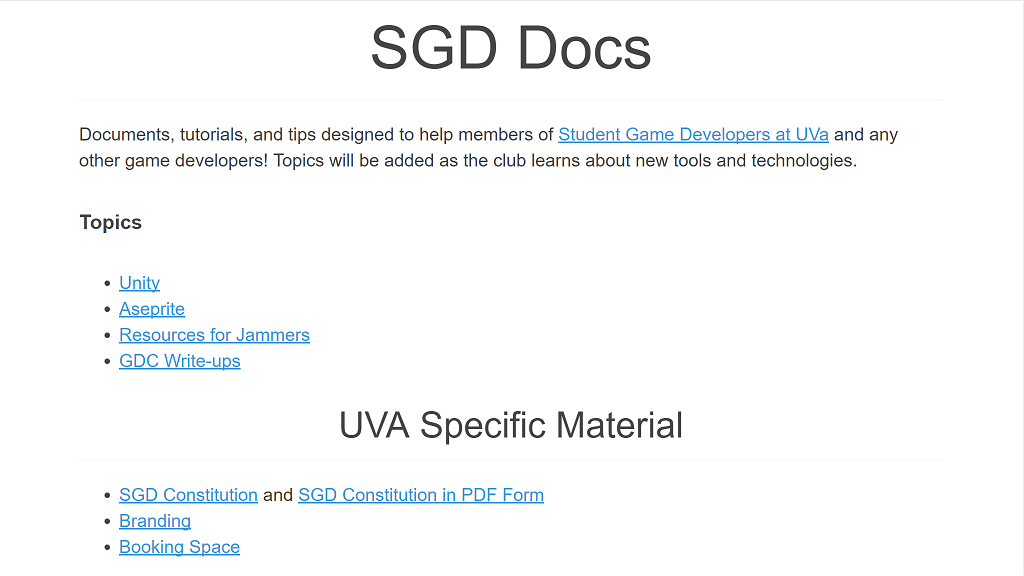 SGD Docs
Documents, tutorials, and tips designed to help members of Student Game Developers at UVa and any
other game developers! Topics will be added as the club learns about new tools and technologies.
Topics
Unity
Aseprite
Resources for Jammers
GDC Write-ups
UVA Specific Material
SGD Constitution and SGD Constitution in PDF Form
Branding
Booking Space